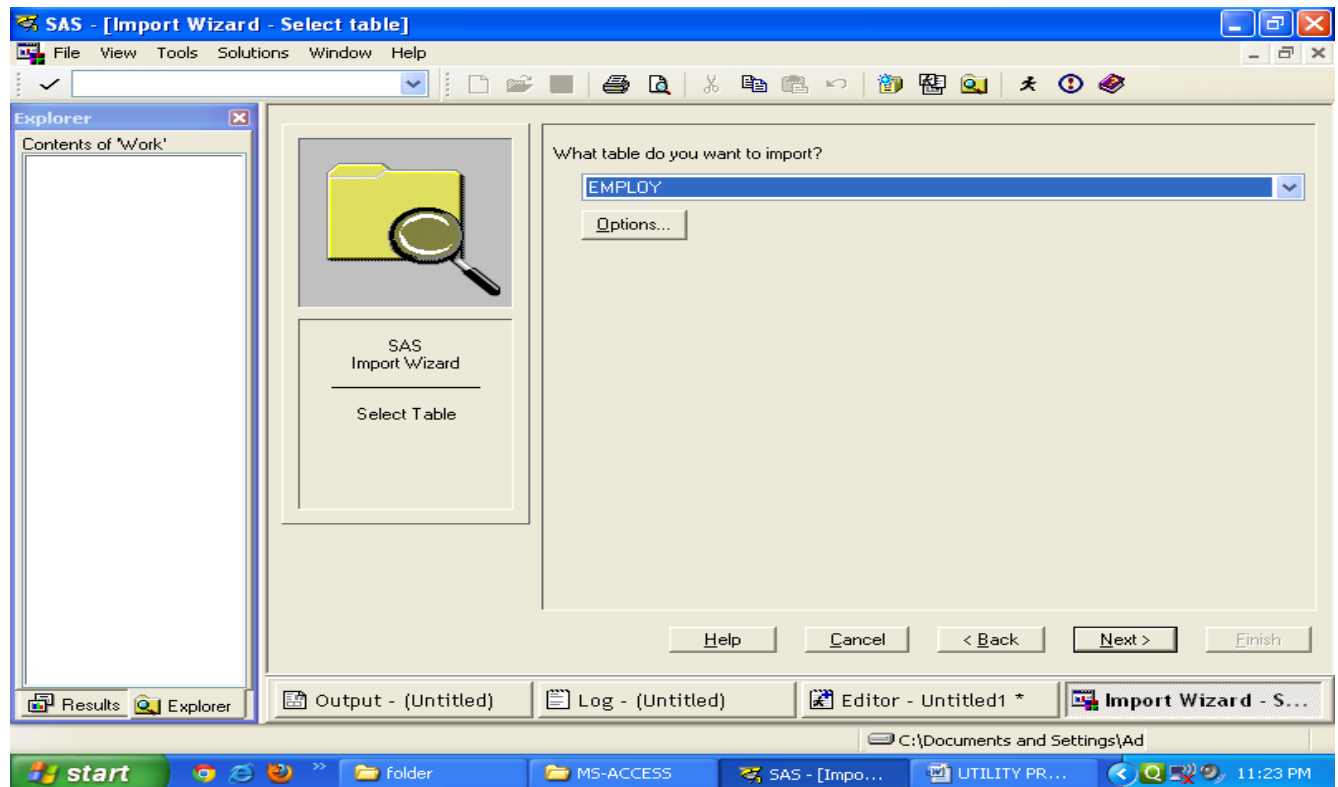 SAS - [Import Wizard - Select table]
File View Tools Solutions Window Help
Explorer
Contents of 'Work'
What table do you want to import?
EMPLOY
Options...
SAS
Import Wizard
Select Table
Help Cancel < Back Next > Finish
Results Explorer
Output - (Untitled) Log - (Untitled) Editor - Untitled1 * Import Wizard - S...
C:\Documents and Settings\Ad
start folder MS-ACCESS SAS - [Impo... UTILITY PR... 11:23 PM